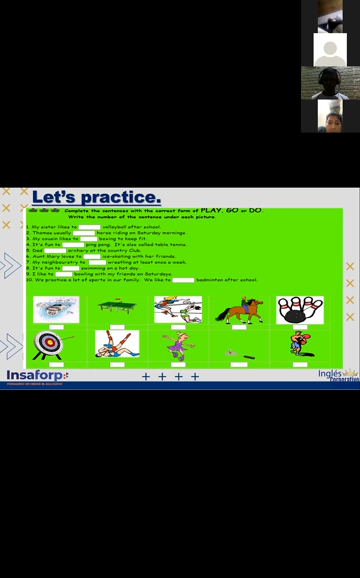 Let's practice.
Complete the sentences with the correct form of PLAY, GO or DO.
Write the number of the sentence under each picture.
1. My sister likes to volleyball after school.
2. Thomas usually horse riding on Saturday mornings.
3. My cousin likes to boxing to keep fit.
4. It's fun to ping pong. It's also called table tennis.
5. Dad archery at the country Club.
6. Aunt Mary loves to ice-skating with her friends.
7. My neighbours try to wrestling at least once a week.
8. It's fun to swimming on a hot day.
9. I like to bowling with my friends on Saturdays.
10. We practice a lot of sports in our family. We like to badminton after school.
Insaforp
Inglés
Corporation